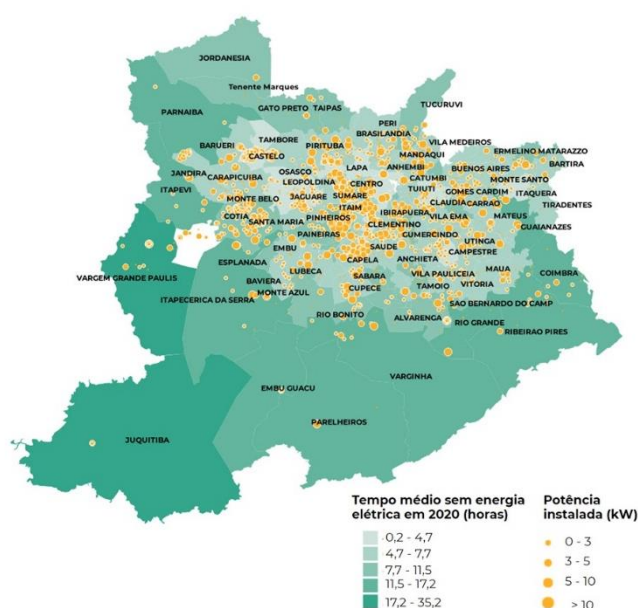 JORDANESIA
Tenente Marques
GATO PRETO TAIPAS
PARNAIBA
TUCURUVI
PERI
BRASILANDIA
TAMBORE
PIRITUBA
VILA MEDEIROS
BARUERI
CASTELO
MANDAQUI
ERMELINO MATARAZZO
BARTIRA
OSASCO
LAPA
ANHEMBI
BUENOS AIRES
JANDIRA
CARAPICUIBA
LEOPOLDINA
CENTRO
CATUMBI
MONTE SANTO
ITAPEVI
JAGUARE
SUMARE
TUIUTI
GOMES CARDIM
ITAQUERA
MONTE BELO
ITAIM
CLAUDIA
CARRAO
TIRADENTES
COTIA
SANTA MARIA
PINHEIROS
IBIRAPUERA
VILA EMA
MATEUS
PAINEIRAS
CLEMENTINO
GUMERCINDO
GUAIANAZES
EMBU
SAUDE
UTINGA
ESPLANADA
CAPELA
ANCHIETA
CAMPESTRE
VARGEM GRANDE PAULIS
LUBECA
SABARA
VILA PAULICEIA
MAUA
COIMBRA
BAVIERA
CUPECE
TAMOIO
VITORIA
ITAPECERICA DA SERRA
MONTE AZUL
SAO BERNARDO DO CAMP
RIO BONITO
ALVARENGA
RIO GRANDE
RIBEIRAO PIRES
VARGINHA
EMBU GUACU
PARELHEIROS
JUQUITIBA
Tempo médio sem energia
elétrica em 2020 (horas)
0,2 - 4,7
4,7 - 7,7
7,7 - 11,5
11,5 - 17,2
17,2 - 35,2
Potência
instalada (kW)
0 - 3
3 - 5
5 - 10
> 10